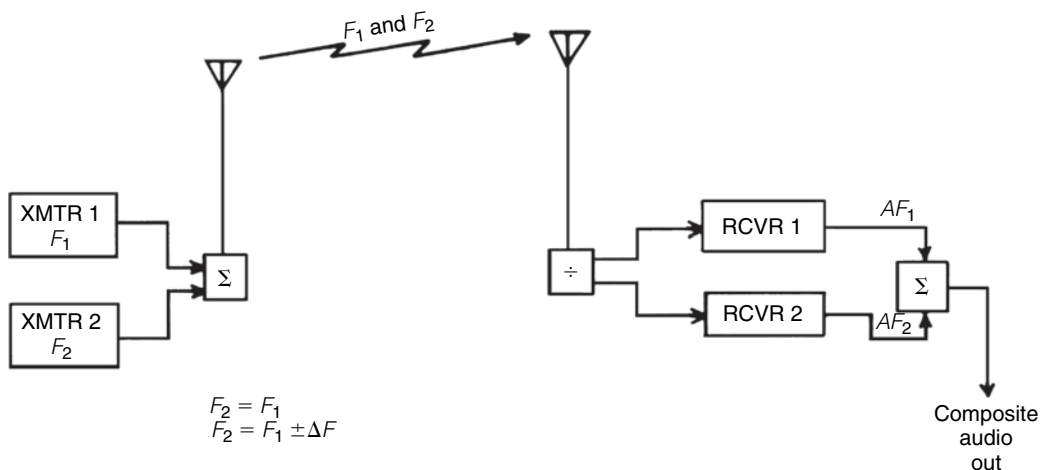 F₁ and F₂
XMTR 1
F₁
XMTR 2
F₂
Σ
÷
RCVR 1
RCVR 2
AF₁
AF₂
Σ
Composite
audio
out
F₂ = F₁
F₂ = F₁ ±ΔF